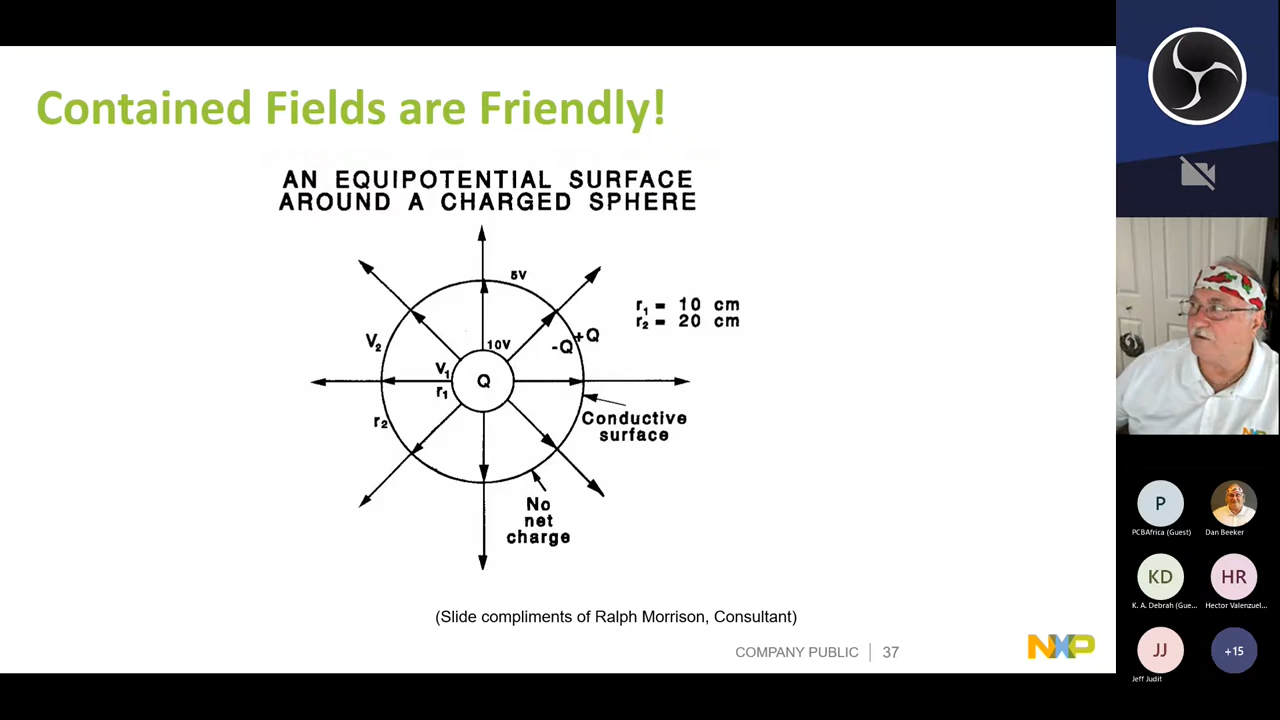 Contained Fields are Friendly!
AN EQUIPOTENTIAL SURFACE
AROUND A CHARGED SPHERE
5V
r₁ = 10 cm
r₂ = 20 cm
V₂
10V
-Q
+Q
V₁
r₁
Q
r₂
Conductive
surface
No
net
charge
(Slide compliments of Ralph Morrison, Consultant)
COMPANY PUBLIC | 37
NXP
P
PCBAfrica (Guest)
Dan Beeker
KD
HR
K. A. Debrah (Gue...
Hector Valenzuel...
JJ
+15
Jeff Judit